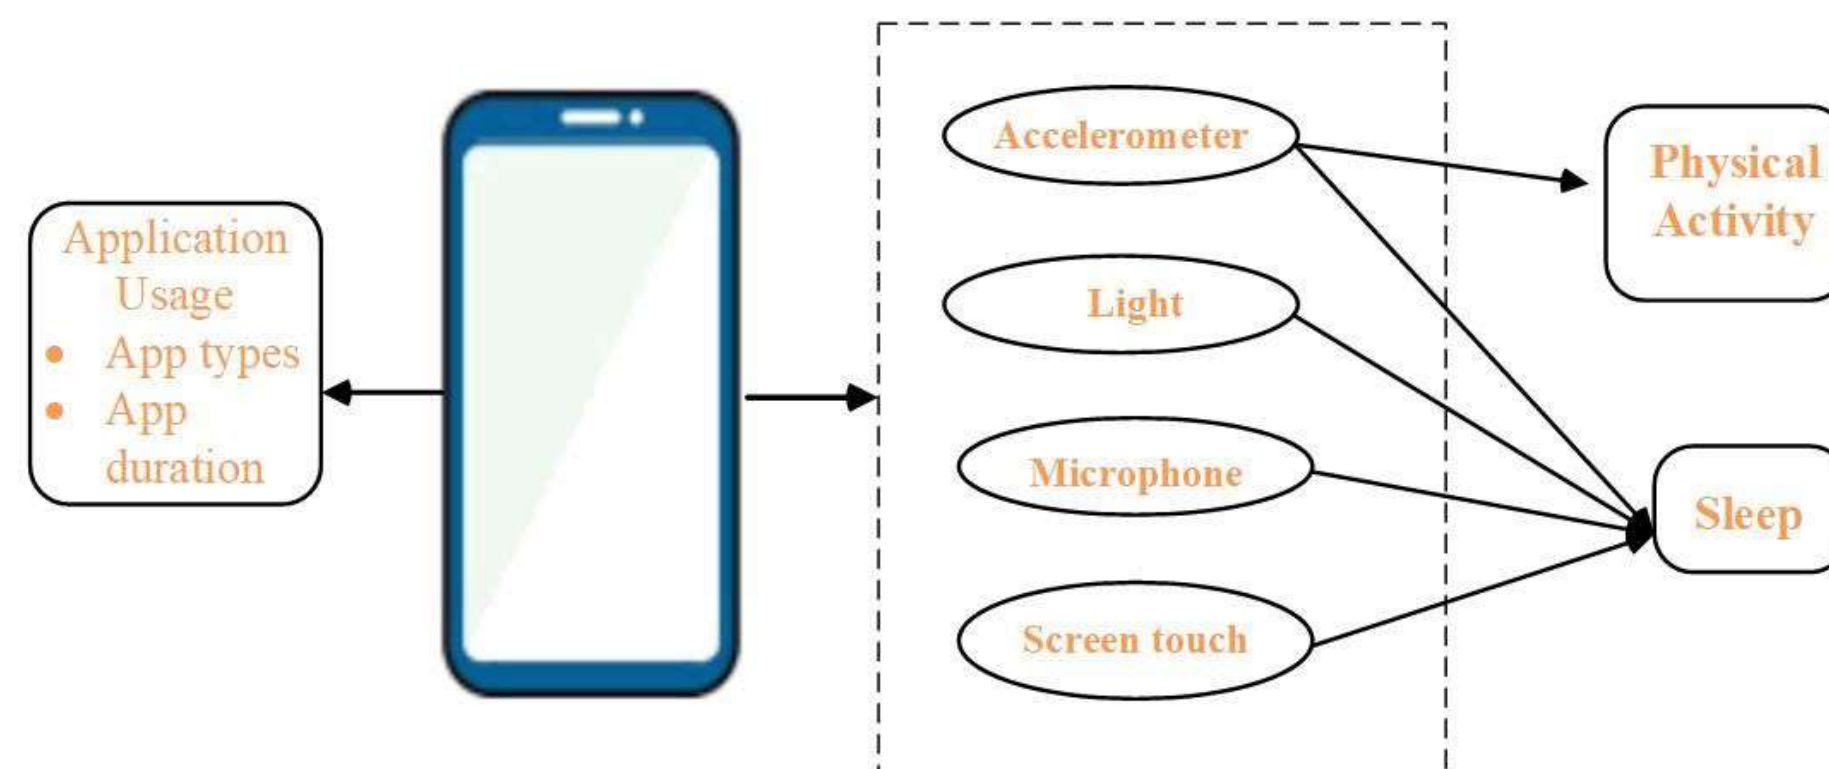 Application
Usage
• App types
• App
duration
Accelerometer
Light
Microphone
Screen touch
Physical
Activity
Sleep